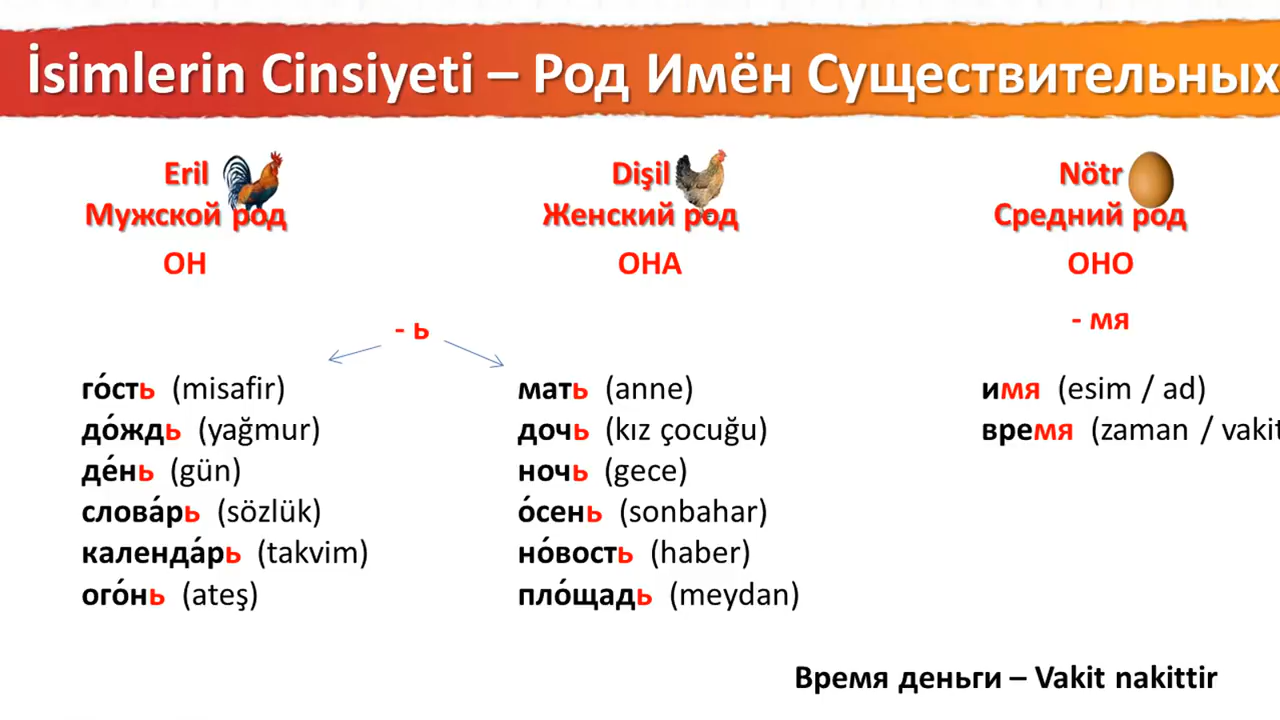 İsimlerin Cinsiyeti – Род Имён Существительных
Eril
Мужской род
ОН
Dişil
Женский род
ОНА
Nötr
Средний род
ОНО
- ь
- мя
го́сть (misafir)
до́ждь (yağmur)
де́нь (gün)
слова́рь (sözlük)
календа́рь (takvim)
ого́нь (ateş)
мать (anne)
дочь (kız çocuğu)
ночь (gece)
о́сень (sonbahar)
но́вость (haber)
пло́щадь (meydan)
имя (esim / ad)
время (zaman / vakit
Время деньги – Vakit nakittir